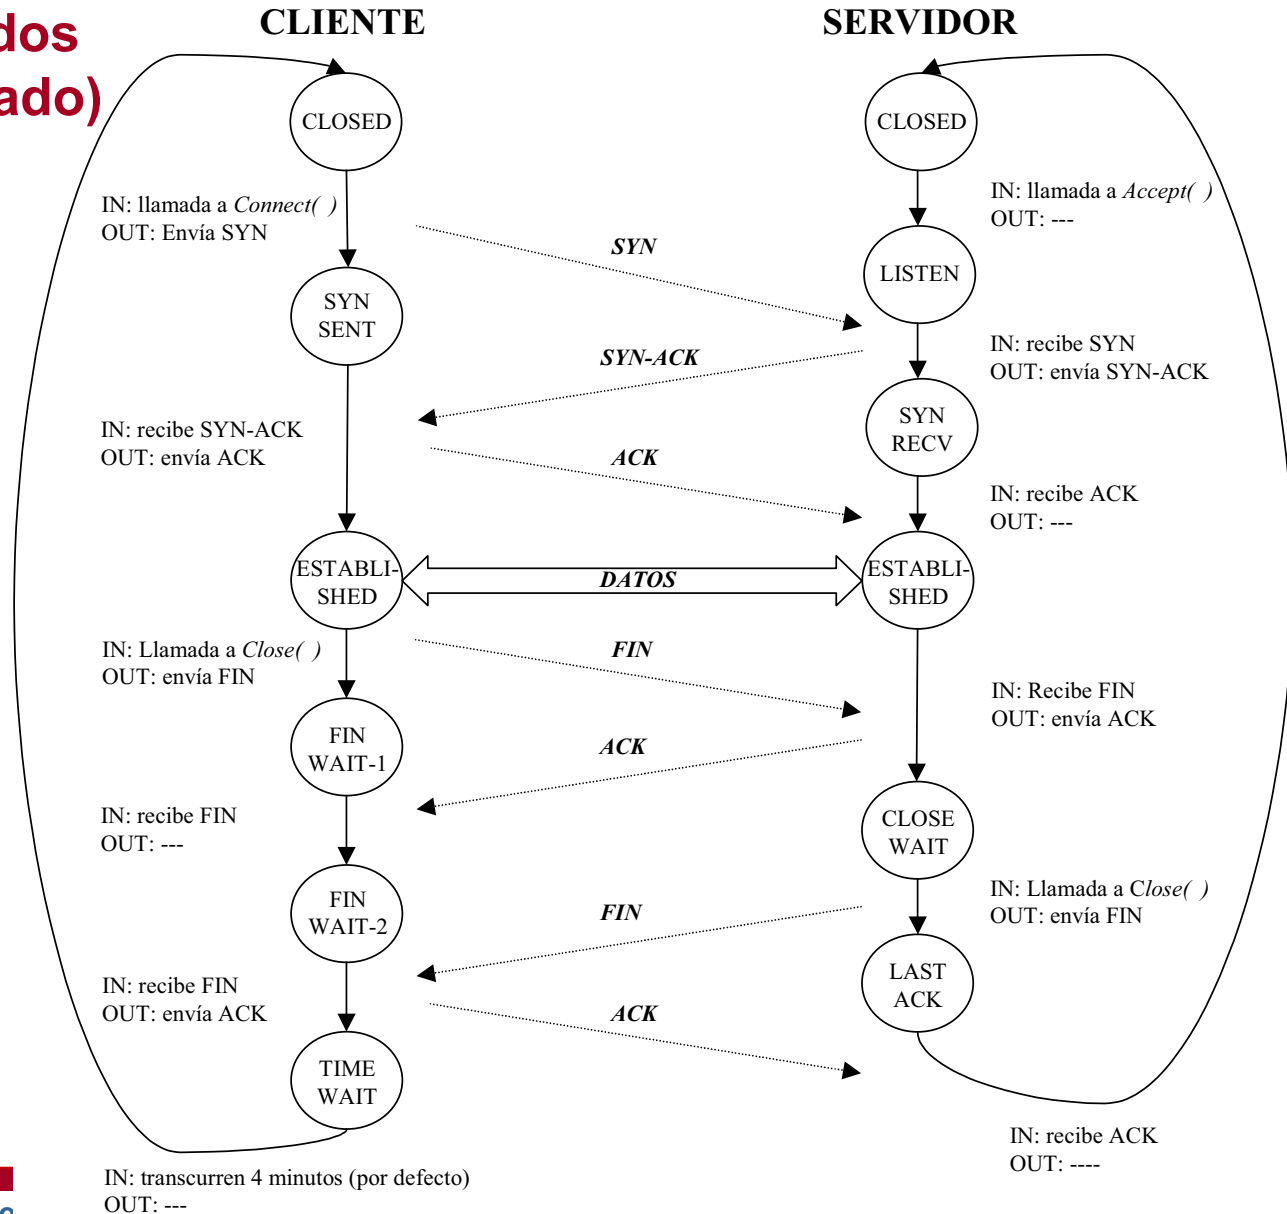 dos
ado)
CLIENTE
SERVIDOR
CLOSED
CLOSED
IN: llamada a Connect( )
OUT: Envía SYN
IN: llamada a Accept( )
OUT: ---
SYN
LISTEN
SYN
SENT
SYN-ACK
IN: recibe SYN
OUT: envía SYN-ACK
IN: recibe SYN-ACK
OUT: envía ACK
SYN
RECV
ACK
IN: recibe ACK
OUT: ---
ESTABLI-
SHED
DATOS
ESTABLI-
SHED
IN: Llamada a Close( )
OUT: envía FIN
FIN
IN: Recibe FIN
OUT: envía ACK
FIN
WAIT-1
ACK
IN: recibe FIN
OUT: ---
CLOSE
WAIT
FIN
WAIT-2
FIN
IN: Llamada a Close( )
OUT: envía FIN
IN: recibe FIN
OUT: envía ACK
LAST
ACK
ACK
TIME
WAIT
IN: recibe ACK
OUT: ----
IN: transcurren 4 minutos (por defecto)
OUT: ---